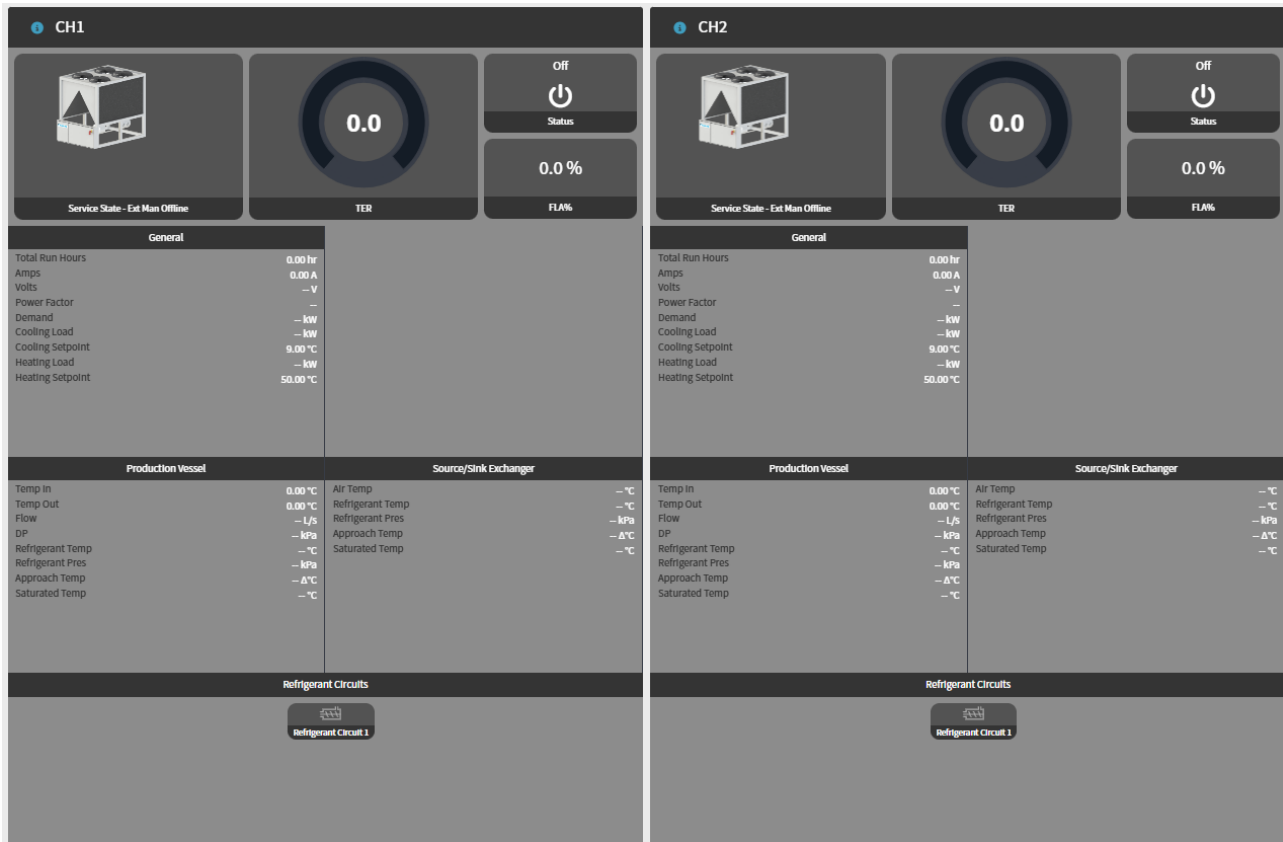 CH1
Off
Status
0.0
0.0 %
Service State - Ext Man Offline
TER
FLA%
General
Total Run Hours 0.00 hr
Amps 0.00 A
Volts -- V
Power Factor --
Demand -- kW
Cooling Load -- kW
Cooling Setpoint 9.00 °C
Heating Load -- kW
Heating Setpoint 50.00 °C
Production Vessel
Temp In 0.00 °C
Temp Out 0.00 °C
Flow -- L/s
DP -- kPa
Refrigerant Temp -- °C
Refrigerant Pres -- kPa
Approach Temp -- Δ°C
Saturated Temp -- °C
Source/Sink Exchanger
Air Temp -- °C
Refrigerant Temp -- °C
Refrigerant Pres -- kPa
Approach Temp -- Δ°C
Saturated Temp -- °C
Refrigerant Circuits
Refrigerant Circuit 1
CH2
Off
Status
0.0
0.0 %
Service State - Ext Man Offline
TER
FLA%
General
Total Run Hours 0.00 hr
Amps 0.00 A
Volts -- V
Power Factor --
Demand -- kW
Cooling Load -- kW
Cooling Setpoint 9.00 °C
Heating Load -- kW
Heating Setpoint 50.00 °C
Production Vessel
Temp In 0.00 °C
Temp Out 0.00 °C
Flow -- L/s
DP -- kPa
Refrigerant Temp -- °C
Refrigerant Pres -- kPa
Approach Temp -- Δ°C
Saturated Temp -- °C
Source/Sink Exchanger
Air Temp -- °C
Refrigerant Temp -- °C
Refrigerant Pres -- kPa
Approach Temp -- Δ°C
Saturated Temp -- °C
Refrigerant Circuits
Refrigerant Circuit 1